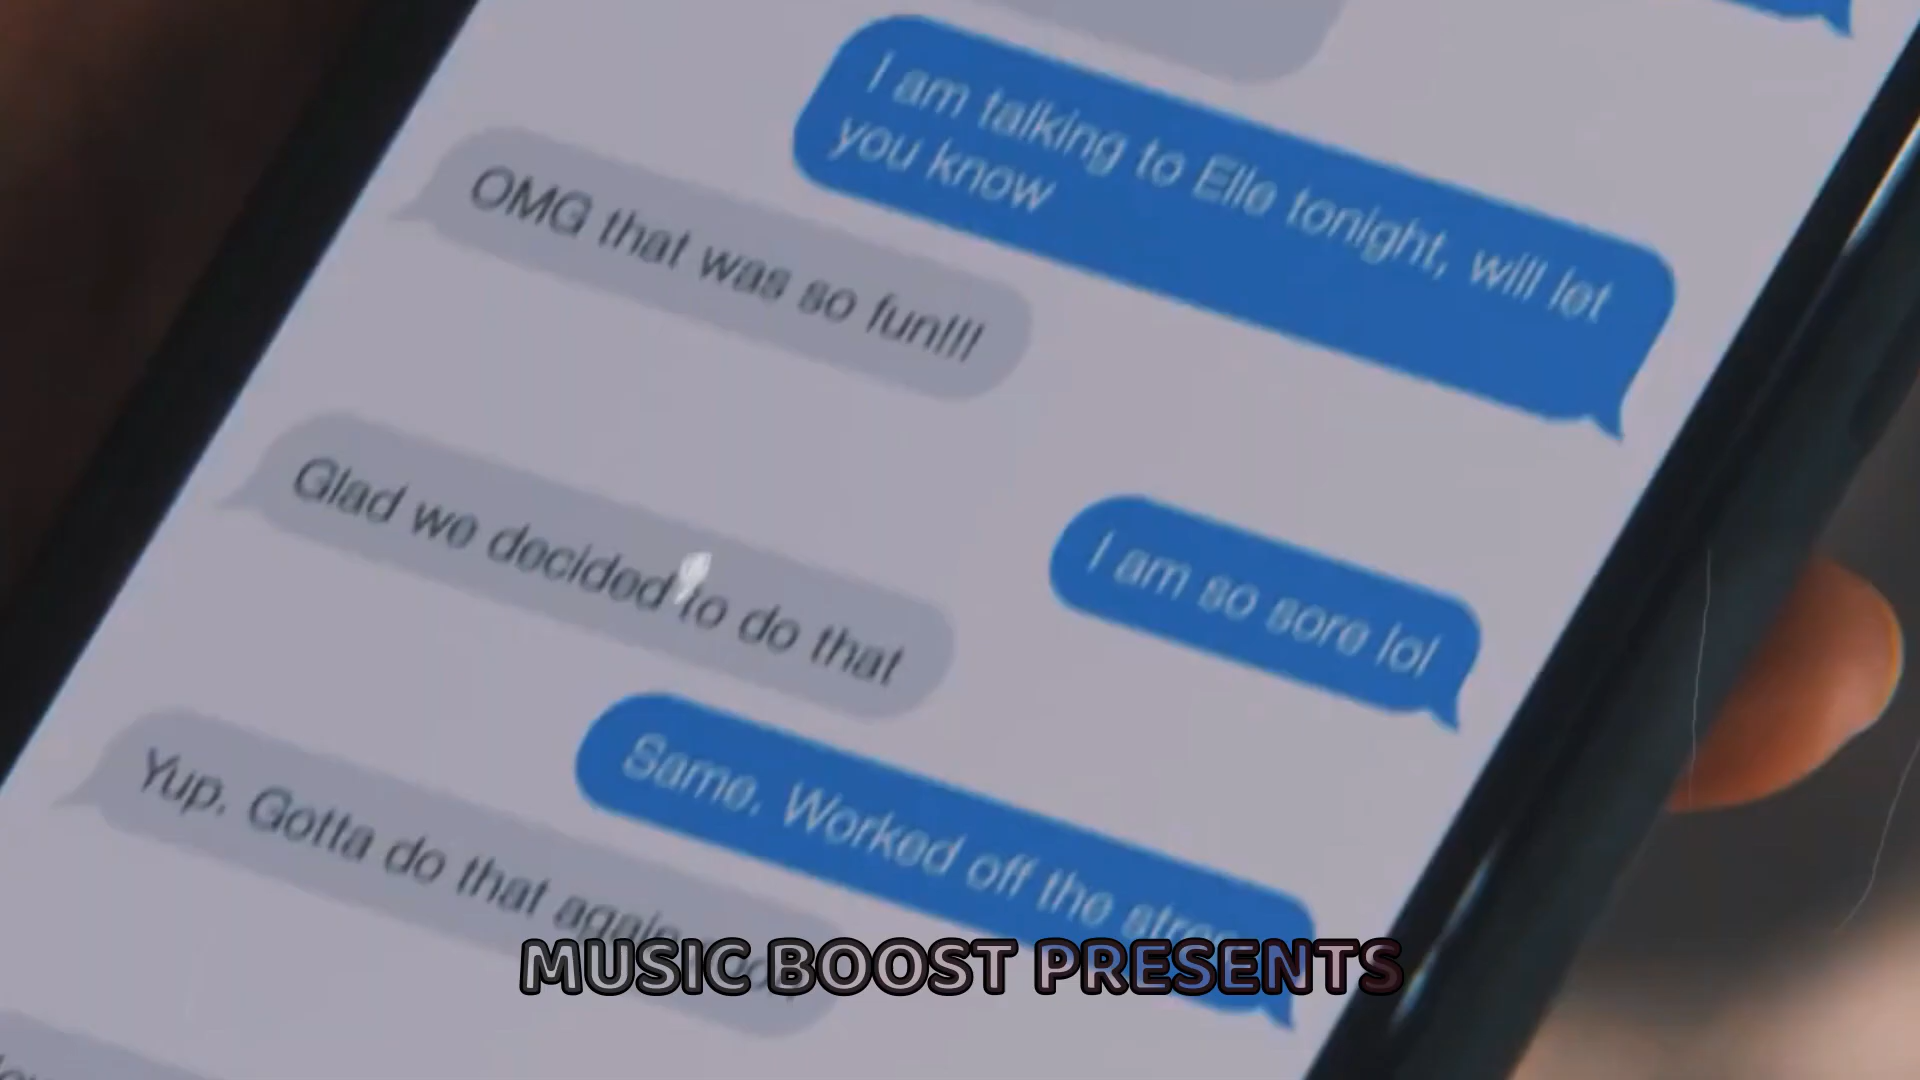 I am talking to Elle tonight, will let
you know
OMG that was so fun!!!
I am so sore lol
Glad we decided to do that
Same. Worked off the
Yup. Gotta do that again
MUSIC BOOST PRESENTS